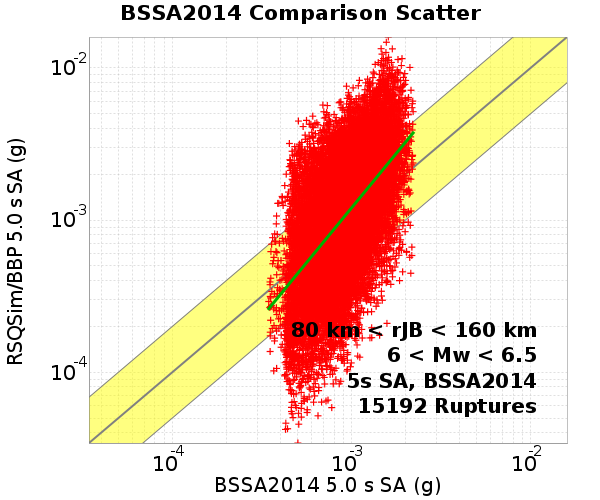 BSSA2014 Comparison Scatter
RSQSim/BBP 5.0 s SA (g)
10-2
10-3
10-4
80 km < rJB < 160 km
6 < Mw < 6.5
5s SA, BSSA2014
15192 Ruptures
10-4 10-3 10-2
BSSA2014 5.0 s SA (g)